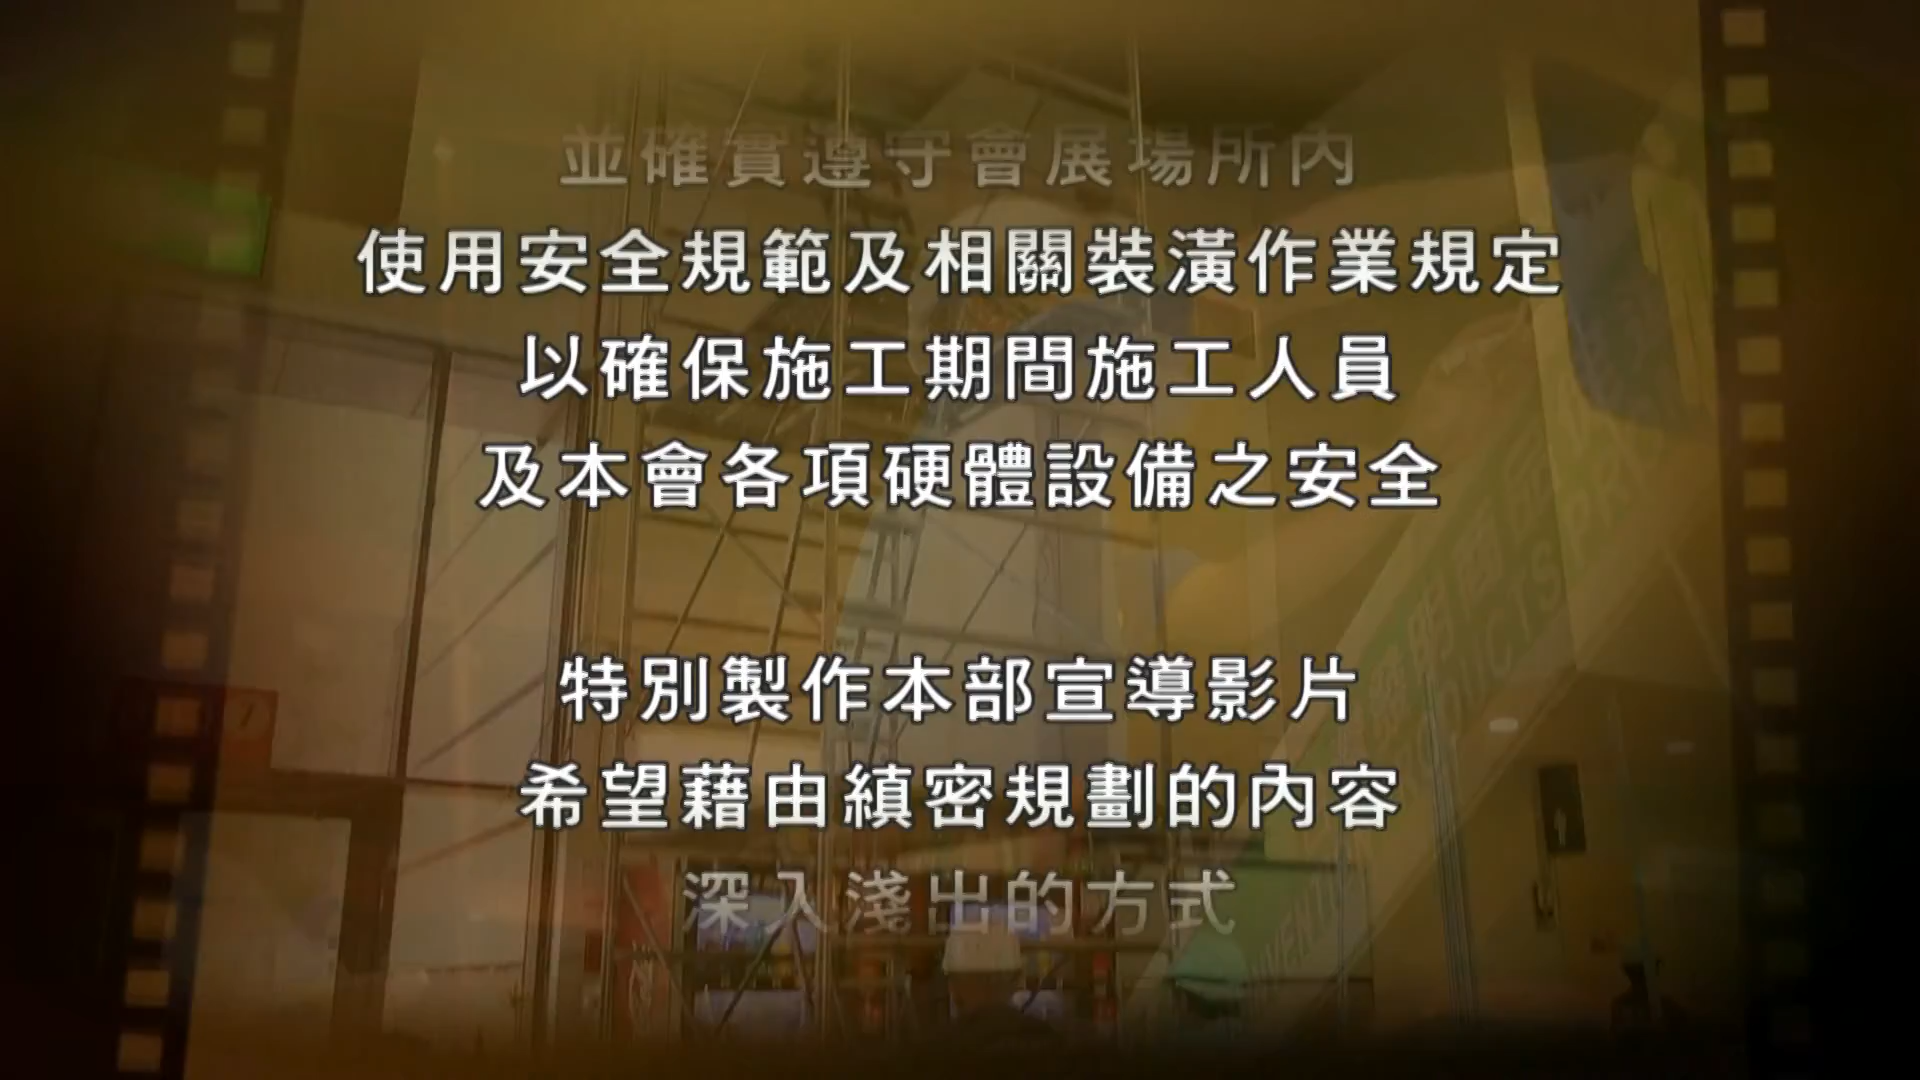 並確實遵守會展場所內
使用安全規範及相關裝潢作業規定
以確保施工期間施工人員
及本會各項硬體設備之安全
特別製作本部宣導影片
希望藉由縝密規劃的內容
深入淺出的方式